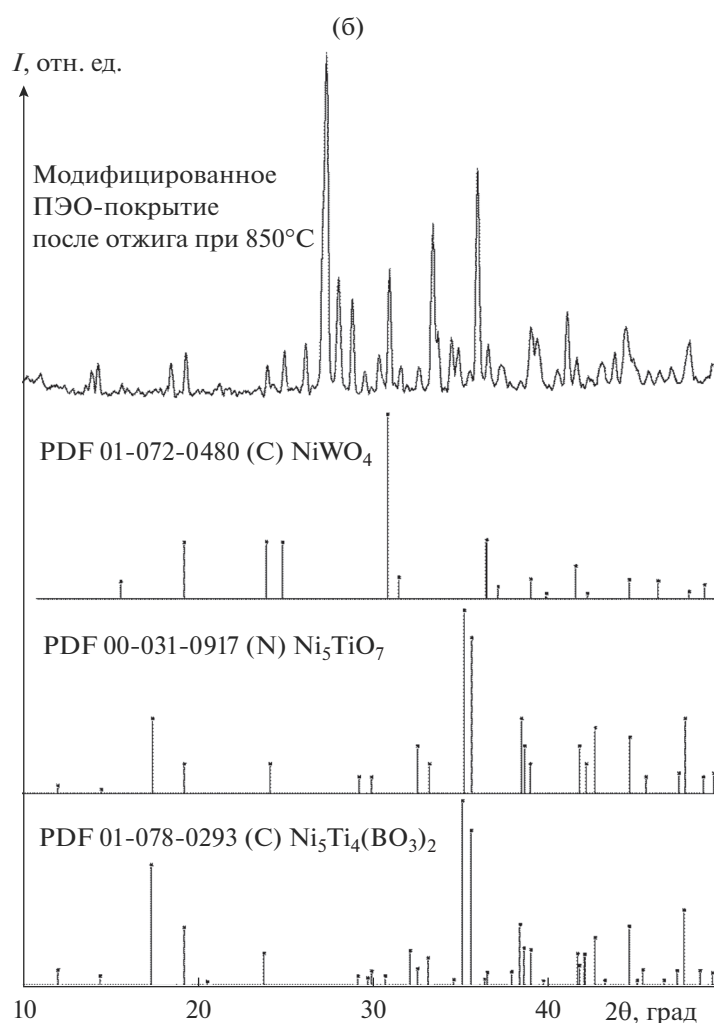 (б)
I, отн. ед.
Модифицированное
ПЭО-покрытие
после отжига при 850°C
PDF 01-072-0480 (C) NiWO₄
PDF 00-031-0917 (N) Ni₅TiO₇
PDF 01-078-0293 (C) Ni₅Ti₄(BO₃)₂
10 20 30 40 2θ, град